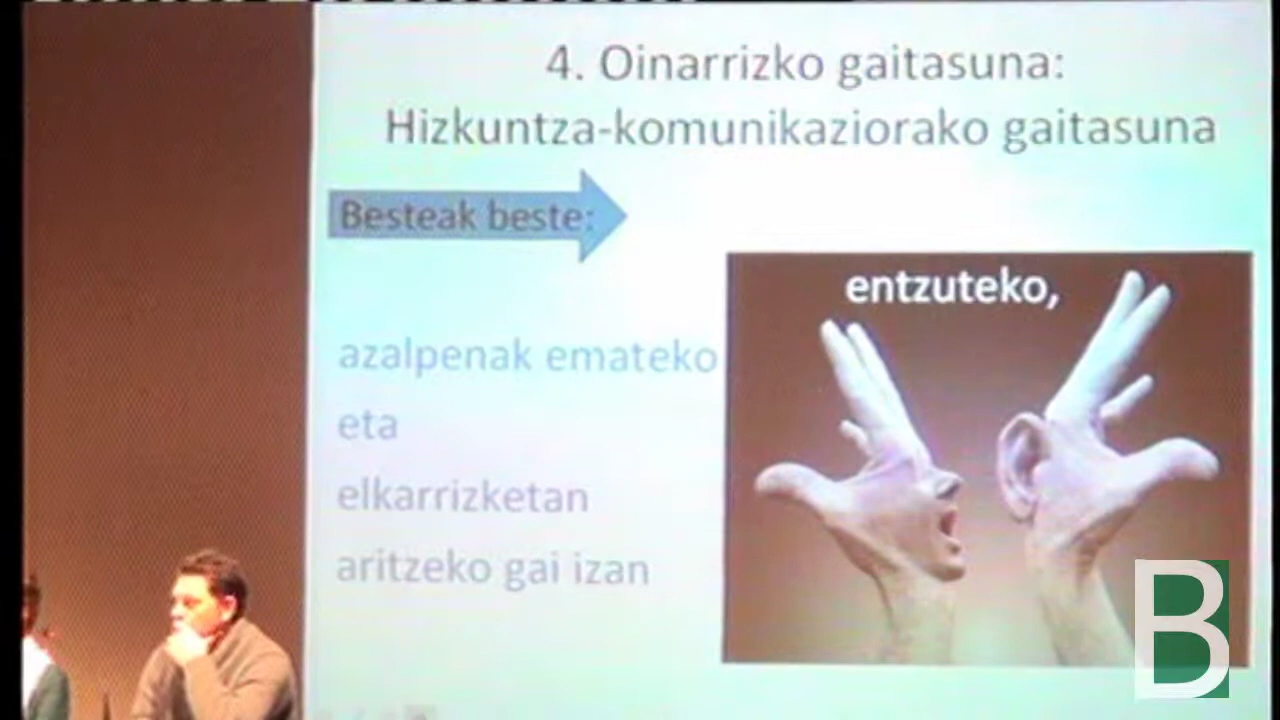 4. Oinarrizko gaitasuna:
Hizkuntza-komunikaziorako gaitasuna
Besteak beste:
entzuteko,
azalpenak emateko
eta
elkarrizketan
aritzeko gai izan
B